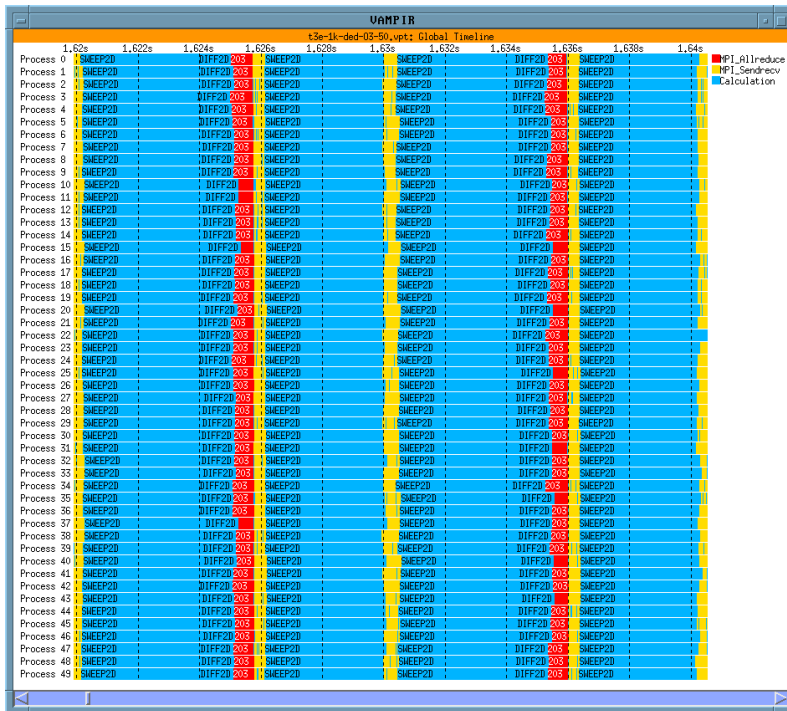 VAMPIR
t3e-1k-ded-03-50.vpt: Global Timeline
1.62s 1.622s 1.624s 1.626s 1.628s 1.63s 1.632s 1.634s 1.636s 1.638s 1.64s
Process 0 SWEEP2D DIFF2D 203 SWEEP2D SWEEP2D DIFF2D 203 SWEEP2D MPI_Allreduce
Process 1 SWEEP2D DIFF2D 203 SWEEP2D SWEEP2D DIFF2D 203 SWEEP2D MPI_Sendrecv
Process 2 SWEEP2D DIFF2D 203 SWEEP2D SWEEP2D DIFF2D 203 SWEEP2D Calculation
Process 3 SWEEP2D DIFF2D 203 SWEEP2D SWEEP2D DIFF2D 203 SWEEP2D
Process 4 SWEEP2D DIFF2D 203 SWEEP2D SWEEP2D DIFF2D 203 SWEEP2D
Process 5 SWEEP2D DIFF2D 203 SWEEP2D SWEEP2D DIFF2D 203 SWEEP2D
Process 6 SWEEP2D DIFF2D 203 SWEEP2D SWEEP2D DIFF2D 203 SWEEP2D
Process 7 SWEEP2D DIFF2D 203 SWEEP2D SWEEP2D DIFF2D 203 SWEEP2D
Process 8 SWEEP2D DIFF2D 203 SWEEP2D SWEEP2D DIFF2D 203 SWEEP2D
Process 9 SWEEP2D DIFF2D 203 SWEEP2D SWEEP2D DIFF2D 203 SWEEP2D
Process 10 SWEEP2D DIFF2D SWEEP2D SWEEP2D DIFF2D 203 SWEEP2D
Process 11 SWEEP2D DIFF2D SWEEP2D SWEEP2D DIFF2D 203 SWEEP2D
Process 12 SWEEP2D DIFF2D 203 SWEEP2D SWEEP2D DIFF2D 203 SWEEP2D
Process 13 SWEEP2D DIFF2D 203 SWEEP2D SWEEP2D DIFF2D 203 SWEEP2D
Process 14 SWEEP2D DIFF2D 203 SWEEP2D SWEEP2D DIFF2D 203 SWEEP2D
Process 15 SWEEP2D DIFF2D SWEEP2D SWEEP2D DIFF2D SWEEP2D
Process 16 SWEEP2D DIFF2D 203 SWEEP2D SWEEP2D DIFF2D 203 SWEEP2D
Process 17 SWEEP2D DIFF2D 203 SWEEP2D SWEEP2D DIFF2D 203 SWEEP2D
Process 18 SWEEP2D DIFF2D 203 SWEEP2D SWEEP2D DIFF2D 203 SWEEP2D
Process 19 SWEEP2D DIFF2D 203 SWEEP2D SWEEP2D DIFF2D 203 SWEEP2D
Process 20 SWEEP2D DIFF2D 203 SWEEP2D SWEEP2D DIFF2D SWEEP2D
Process 21 SWEEP2D DIFF2D 203 SWEEP2D SWEEP2D DIFF2D 203 SWEEP2D
Process 22 SWEEP2D DIFF2D 203 SWEEP2D SWEEP2D DIFF2D 203 SWEEP2D
Process 23 SWEEP2D DIFF2D 203 SWEEP2D SWEEP2D DIFF2D 203 SWEEP2D
Process 24 SWEEP2D DIFF2D 203 SWEEP2D SWEEP2D DIFF2D 203 SWEEP2D
Process 25 SWEEP2D DIFF2D 203 SWEEP2D SWEEP2D DIFF2D SWEEP2D
Process 26 SWEEP2D DIFF2D 203 SWEEP2D SWEEP2D DIFF2D 203 SWEEP2D
Process 27 SWEEP2D DIFF2D 203 SWEEP2D SWEEP2D DIFF2D 203 SWEEP2D
Process 28 SWEEP2D DIFF2D 203 SWEEP2D SWEEP2D DIFF2D 203 SWEEP2D
Process 29 SWEEP2D DIFF2D 203 SWEEP2D SWEEP2D DIFF2D 203 SWEEP2D
Process 30 SWEEP2D DIFF2D 203 SWEEP2D SWEEP2D DIFF2D 203 SWEEP2D
Process 31 SWEEP2D DIFF2D 203 SWEEP2D SWEEP2D DIFF2D SWEEP2D
Process 32 SWEEP2D DIFF2D 203 SWEEP2D SWEEP2D DIFF2D 203 SWEEP2D
Process 33 SWEEP2D DIFF2D 203 SWEEP2D SWEEP2D DIFF2D 203 SWEEP2D
Process 34 SWEEP2D DIFF2D 203 SWEEP2D SWEEP2D DIFF2D 203 SWEEP2D
Process 35 SWEEP2D DIFF2D 203 SWEEP2D SWEEP2D DIFF2D SWEEP2D
Process 36 SWEEP2D DIFF2D 203 SWEEP2D SWEEP2D DIFF2D 203 SWEEP2D
Process 37 SWEEP2D DIFF2D SWEEP2D SWEEP2D DIFF2D 203 SWEEP2D
Process 38 SWEEP2D DIFF2D 203 SWEEP2D SWEEP2D DIFF2D 203 SWEEP2D
Process 39 SWEEP2D DIFF2D 203 SWEEP2D SWEEP2D DIFF2D 203 SWEEP2D
Process 40 SWEEP2D DIFF2D 203 SWEEP2D SWEEP2D DIFF2D SWEEP2D
Process 41 SWEEP2D DIFF2D 203 SWEEP2D SWEEP2D DIFF2D 203 SWEEP2D
Process 42 SWEEP2D DIFF2D 203 SWEEP2D SWEEP2D DIFF2D 203 SWEEP2D
Process 43 SWEEP2D DIFF2D 203 SWEEP2D SWEEP2D DIFF2D SWEEP2D
Process 44 SWEEP2D DIFF2D 203 SWEEP2D SWEEP2D DIFF2D 203 SWEEP2D
Process 45 SWEEP2D DIFF2D 203 SWEEP2D SWEEP2D DIFF2D 203 SWEEP2D
Process 46 SWEEP2D DIFF2D 203 SWEEP2D SWEEP2D DIFF2D 203 SWEEP2D
Process 47 SWEEP2D DIFF2D 203 SWEEP2D SWEEP2D DIFF2D 203 SWEEP2D
Process 48 SWEEP2D DIFF2D 203 SWEEP2D SWEEP2D DIFF2D 203 SWEEP2D
Process 49 SWEEP2D DIFF2D 203 SWEEP2D SWEEP2D DIFF2D 203 SWEEP2D